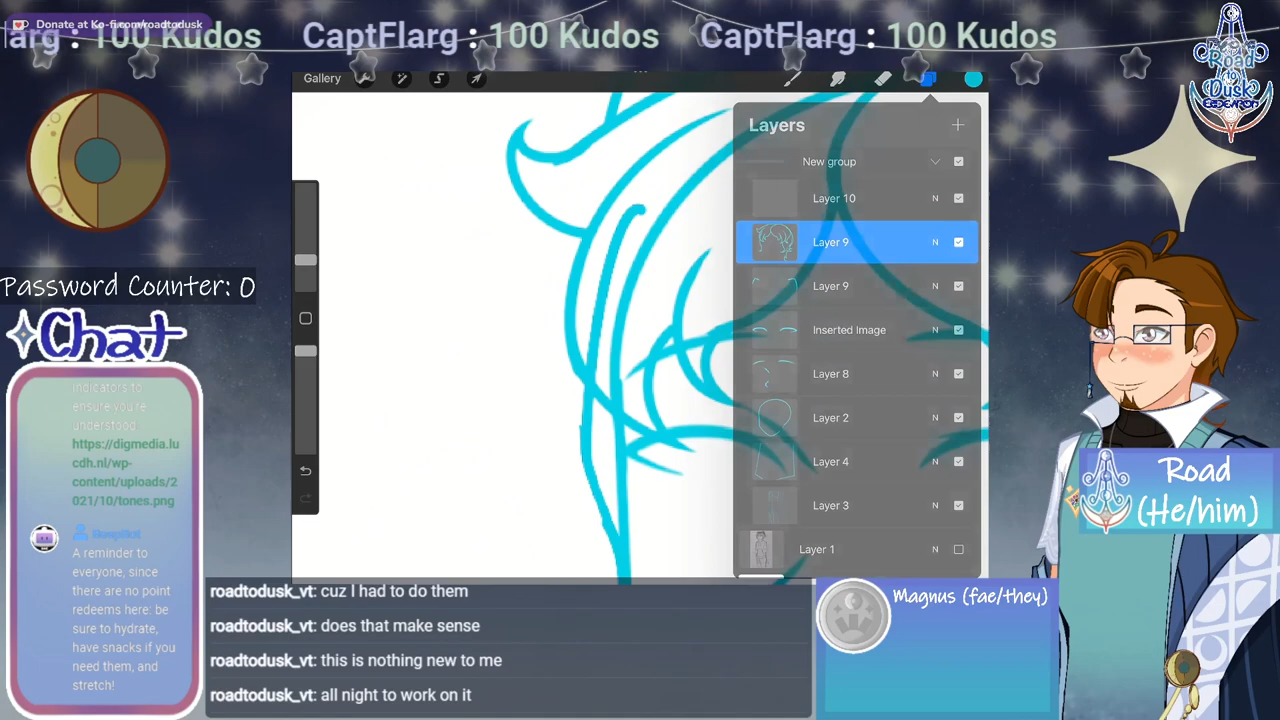 Donate at Ko-fi.com/roadtodusk
arg : 100 Kudos CaptFlarg : 100 Kudos CaptFlarg : 100 Kudos
Road
to
Dusk
Gallery
Layers
New group
Layer 10 N
Layer 9 N
Layer 9 N
Inserted Image N
Layer 8 N
Layer 2 N
Layer 4 N
Layer 3 N
Layer 1 N
Password Counter: 0
Chat
indicators to
ensure you're
understood
https://digmedia.lu
cdh.nl/wp-
content/uploads/2
021/10/tones.png
A reminder to
everyone, since
there are no point
redeems here: be
sure to hydrate,
have snacks if you
need them, and
stretch!
roadtodusk_vt: cuz I had to do them
roadtodusk_vt: does that make sense
roadtodusk_vt: this is nothing new to me
roadtodusk_vt: all night to work on it
Magnus (fae/they)
Road
(He/him)